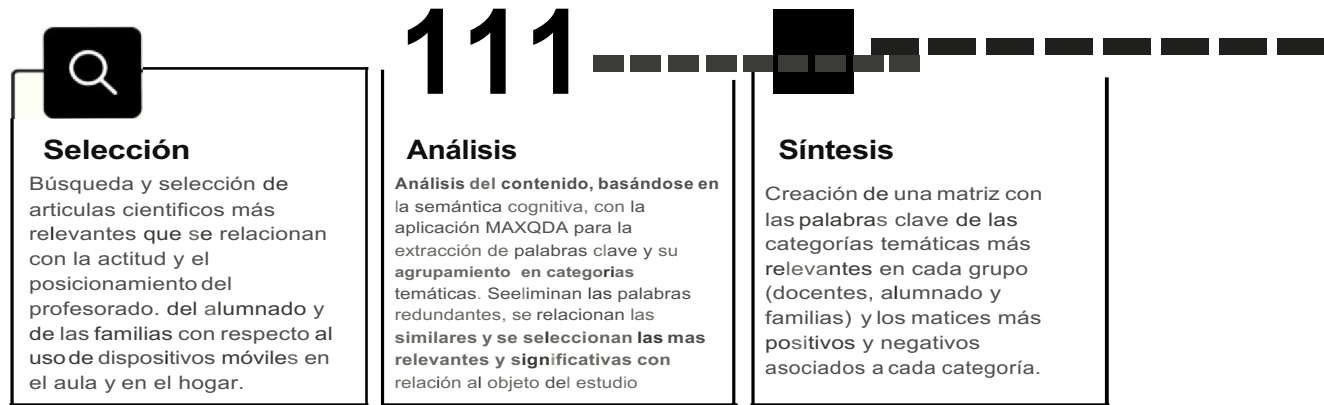 111
Selección
Búsqueda y selección de
articulas cientificos más
relevantes que se relacionan
con la actitud y el
posicionamiento del
profesorado. del alumnado y
de las familias con respecto al
uso de dispositivos móviles en
el aula y en el hogar.
Análisis
Análisis del contenido, basándose en
la semántica cognitiva, con la
aplicación MAXQDA para la
extracción de palabras clave y su
agrupamiento en categorias
temáticas. Seeliminan las palabras
redundantes, se relacionan las
similares y se seleccionan las mas
relevantes y significativas con
relación al objeto del estudio
Síntesis
Creación de una matriz con
las palabras clave de las
categorías temáticas más
relevantes en cada grupo
(docentes, alumnado y
familias) y los matices más
positivos y negativos
asociados a cada categoría.